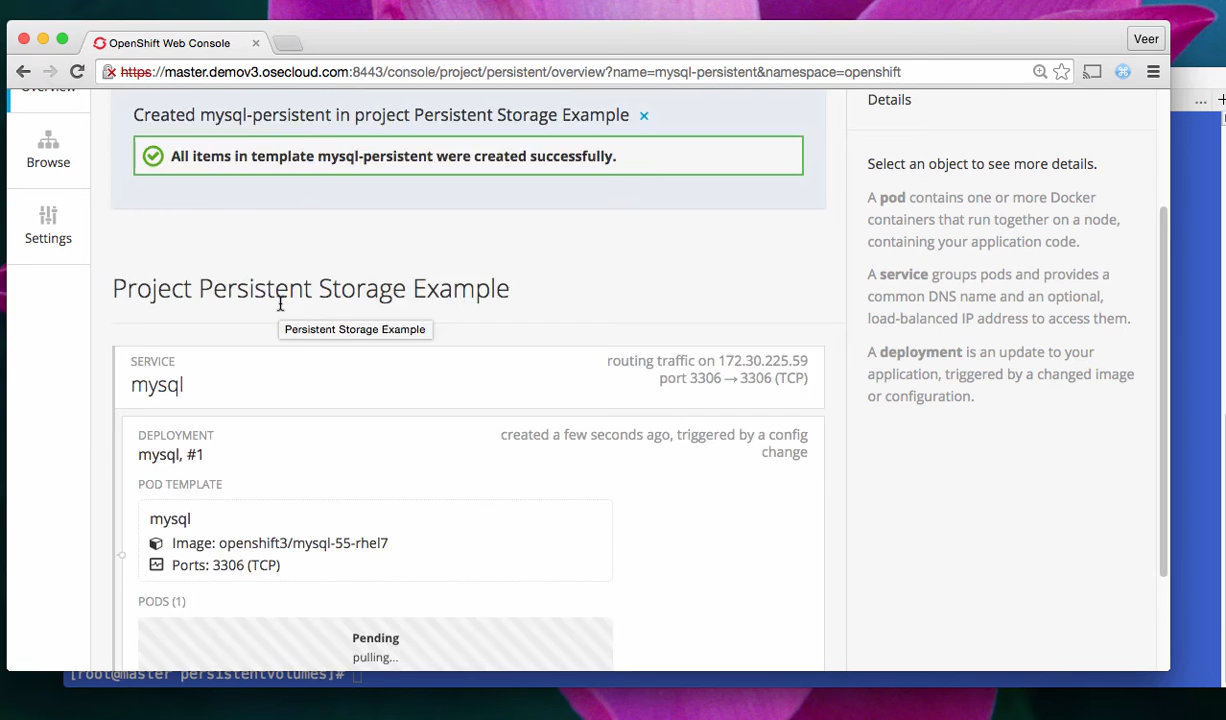 OpenShift Web Console
Veer
https://master.demov3.osecloud.com:8443/console/project/persistent/overview?name=mysql-persistent&namespace=openshift
Overview
Browse
Settings
Created mysql-persistent in project Persistent Storage Example
All items in template mysql-persistent were created successfully.
Project Persistent Storage Example
Persistent Storage Example
SERVICE
mysql
routing traffic on 172.30.225.59
port 3306 → 3306 (TCP)
DEPLOYMENT
mysql, #1
created a few seconds ago, triggered by a config
change
POD TEMPLATE
mysql
Image: openshift3/mysql-55-rhel7
Ports: 3306 (TCP)
PODS (1)
Pending
pulling...
Details
Select an object to see more details.
A pod contains one or more Docker
containers that run together on a node,
containing your application code.
A service groups pods and provides a
common DNS name and an optional,
load-balanced IP address to access them.
A deployment is an update to your
application, triggered by a changed image
or configuration.
[root@master persistentvolumes]#